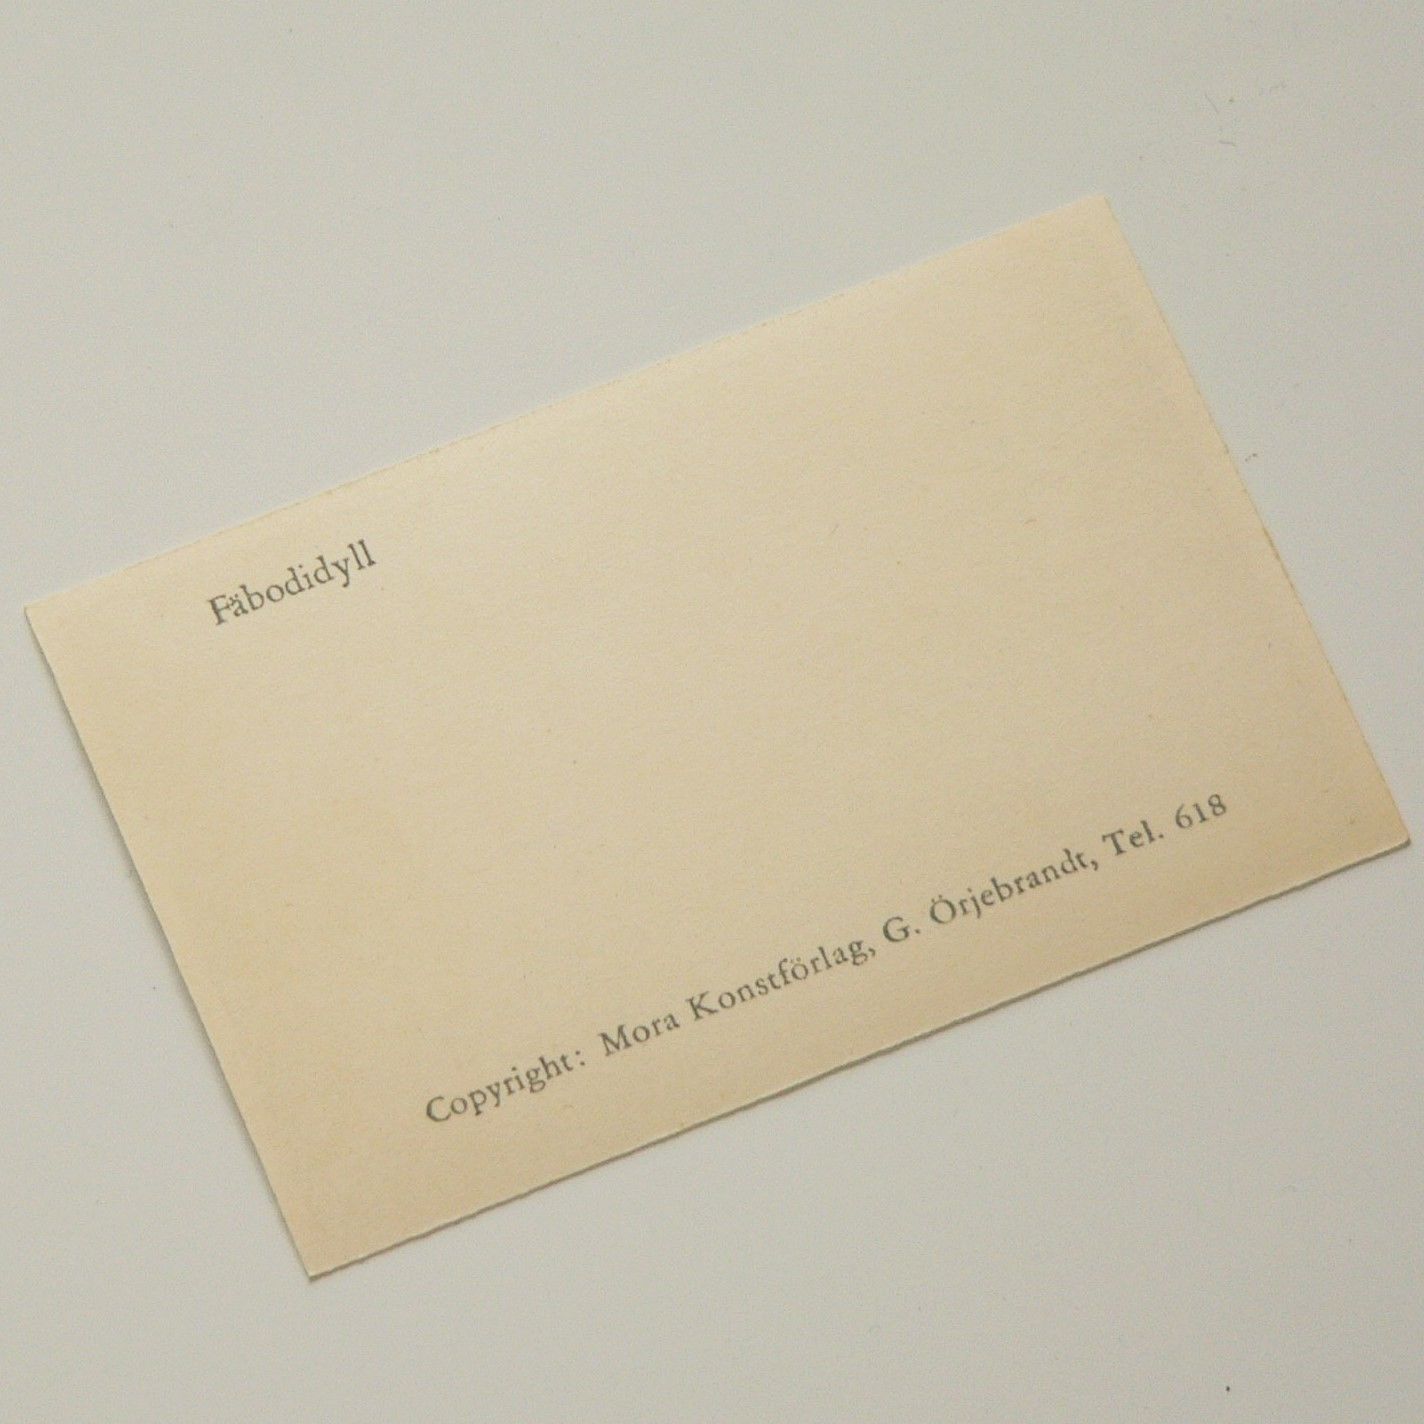 Fäbodidyll
Copyright: Mora Konstförlag, G. Örjebrandt, Tel. 618